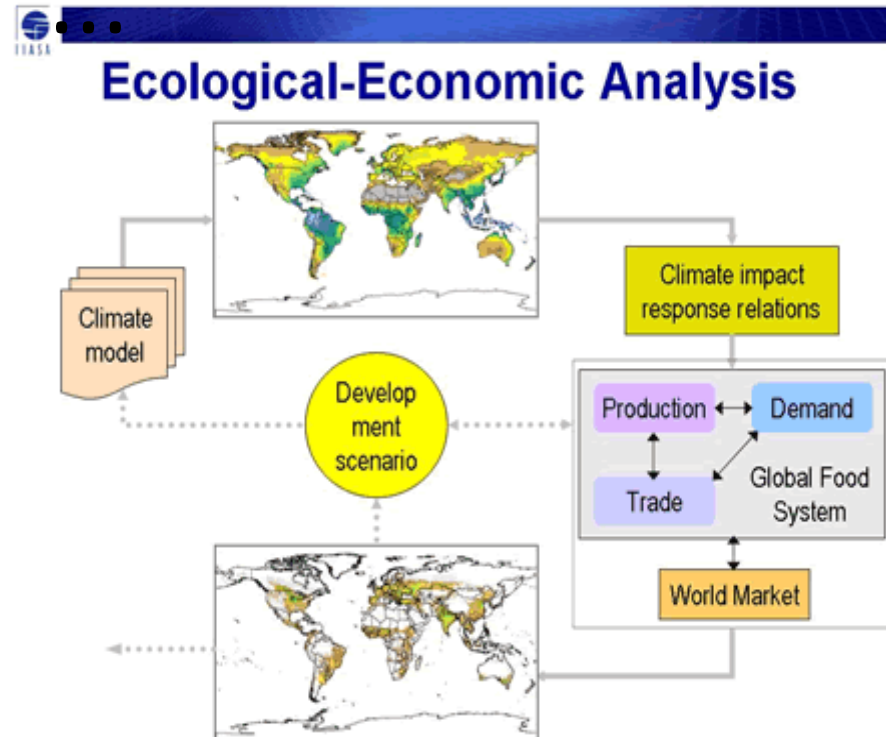 IIASA
Ecological-Economic Analysis
Climate
model
Climate impact
response relations
Develop
ment
scenario
Production
Demand
Trade
Global Food
System
World Market